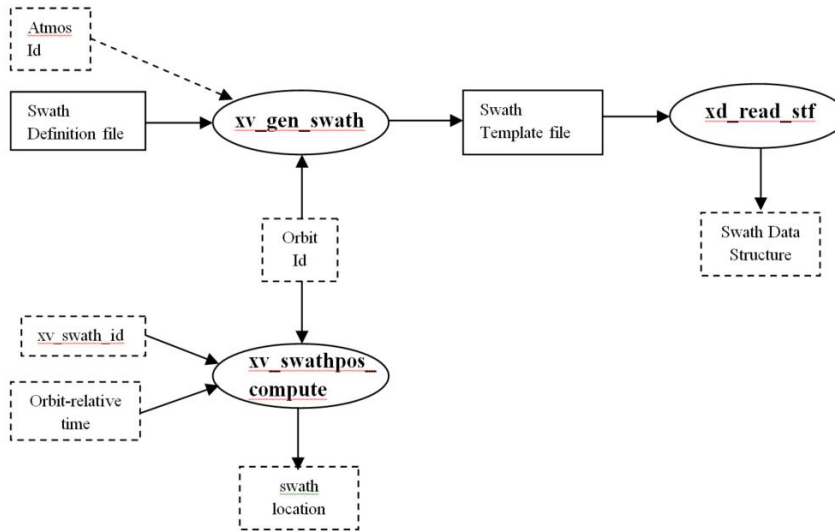 Atmos
Id
Swath
Definition file
xv_gen_swath
Swath
Template file
xd_read_stf
Orbit
Id
Swath Data
Structure
xv_swath_id
Orbit-relative
time
xv_swathpos_
compute
swath
location